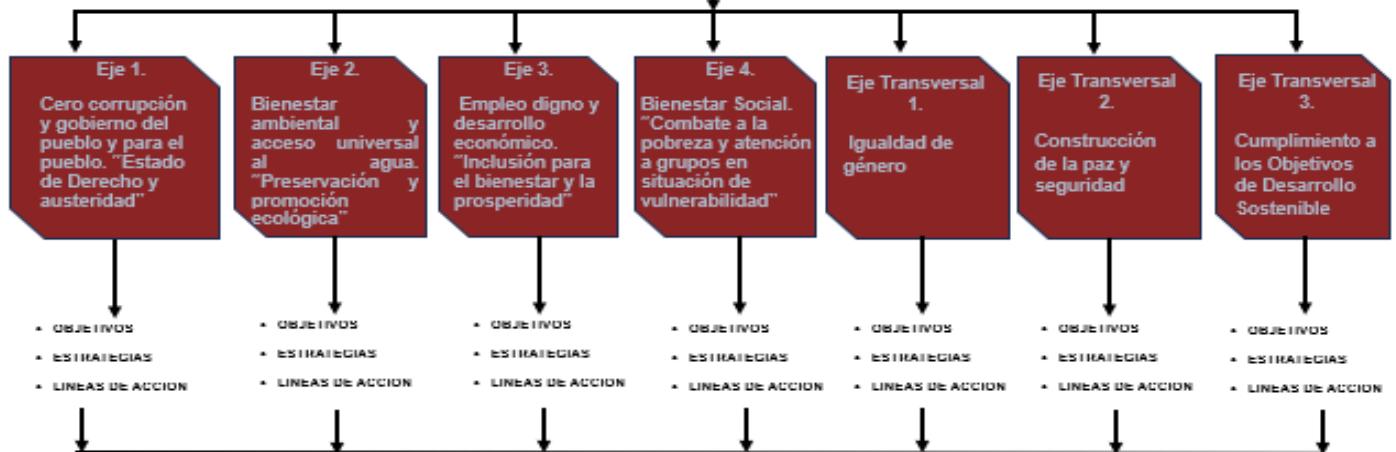 Eje 1.
Cero corrupción
y gobierno del
pueblo y para el
pueblo. "Estado
de Derecho y
austeridad"
Eje 2.
Bienestar
ambiental y
acceso universal
al agua.
"Preservación y
promoción
ecológica"
Eje 3.
Empleo digno y
desarrollo
económico.
"Inclusión para
el bienestar y la
prosperidad"
Eje 4.
Bienestar Social.
"Combate a la
pobreza y atención
a grupos en
situación de
vulnerabilidad"
Eje Transversal
1.
Igualdad de
género
Eje Transversal
2.
Construcción
de la paz y
seguridad
Eje Transversal
3.
Cumplimiento a
los Objetivos
de Desarrollo
Sostenible
• OBJETIVOS
• ESTRATEGIAS
• LINEAS DE ACCION
• OBJETIVOS
• ESTRATEGIAS
• LINEAS DE ACCION
• OBJETIVOS
• ESTRATEGIAS
• LINEAS DE ACCION
• OBJETIVOS
• ESTRATEGIAS
• LINEAS DE ACCION
• OBJETIVOS
• ESTRATEGIAS
• LINEAS DE ACCION
• OBJETIVOS
• ESTRATEGIAS
• LINEAS DE ACCION
• OBJETIVOS
• ESTRATEGIAS
• LINEAS DE ACCION